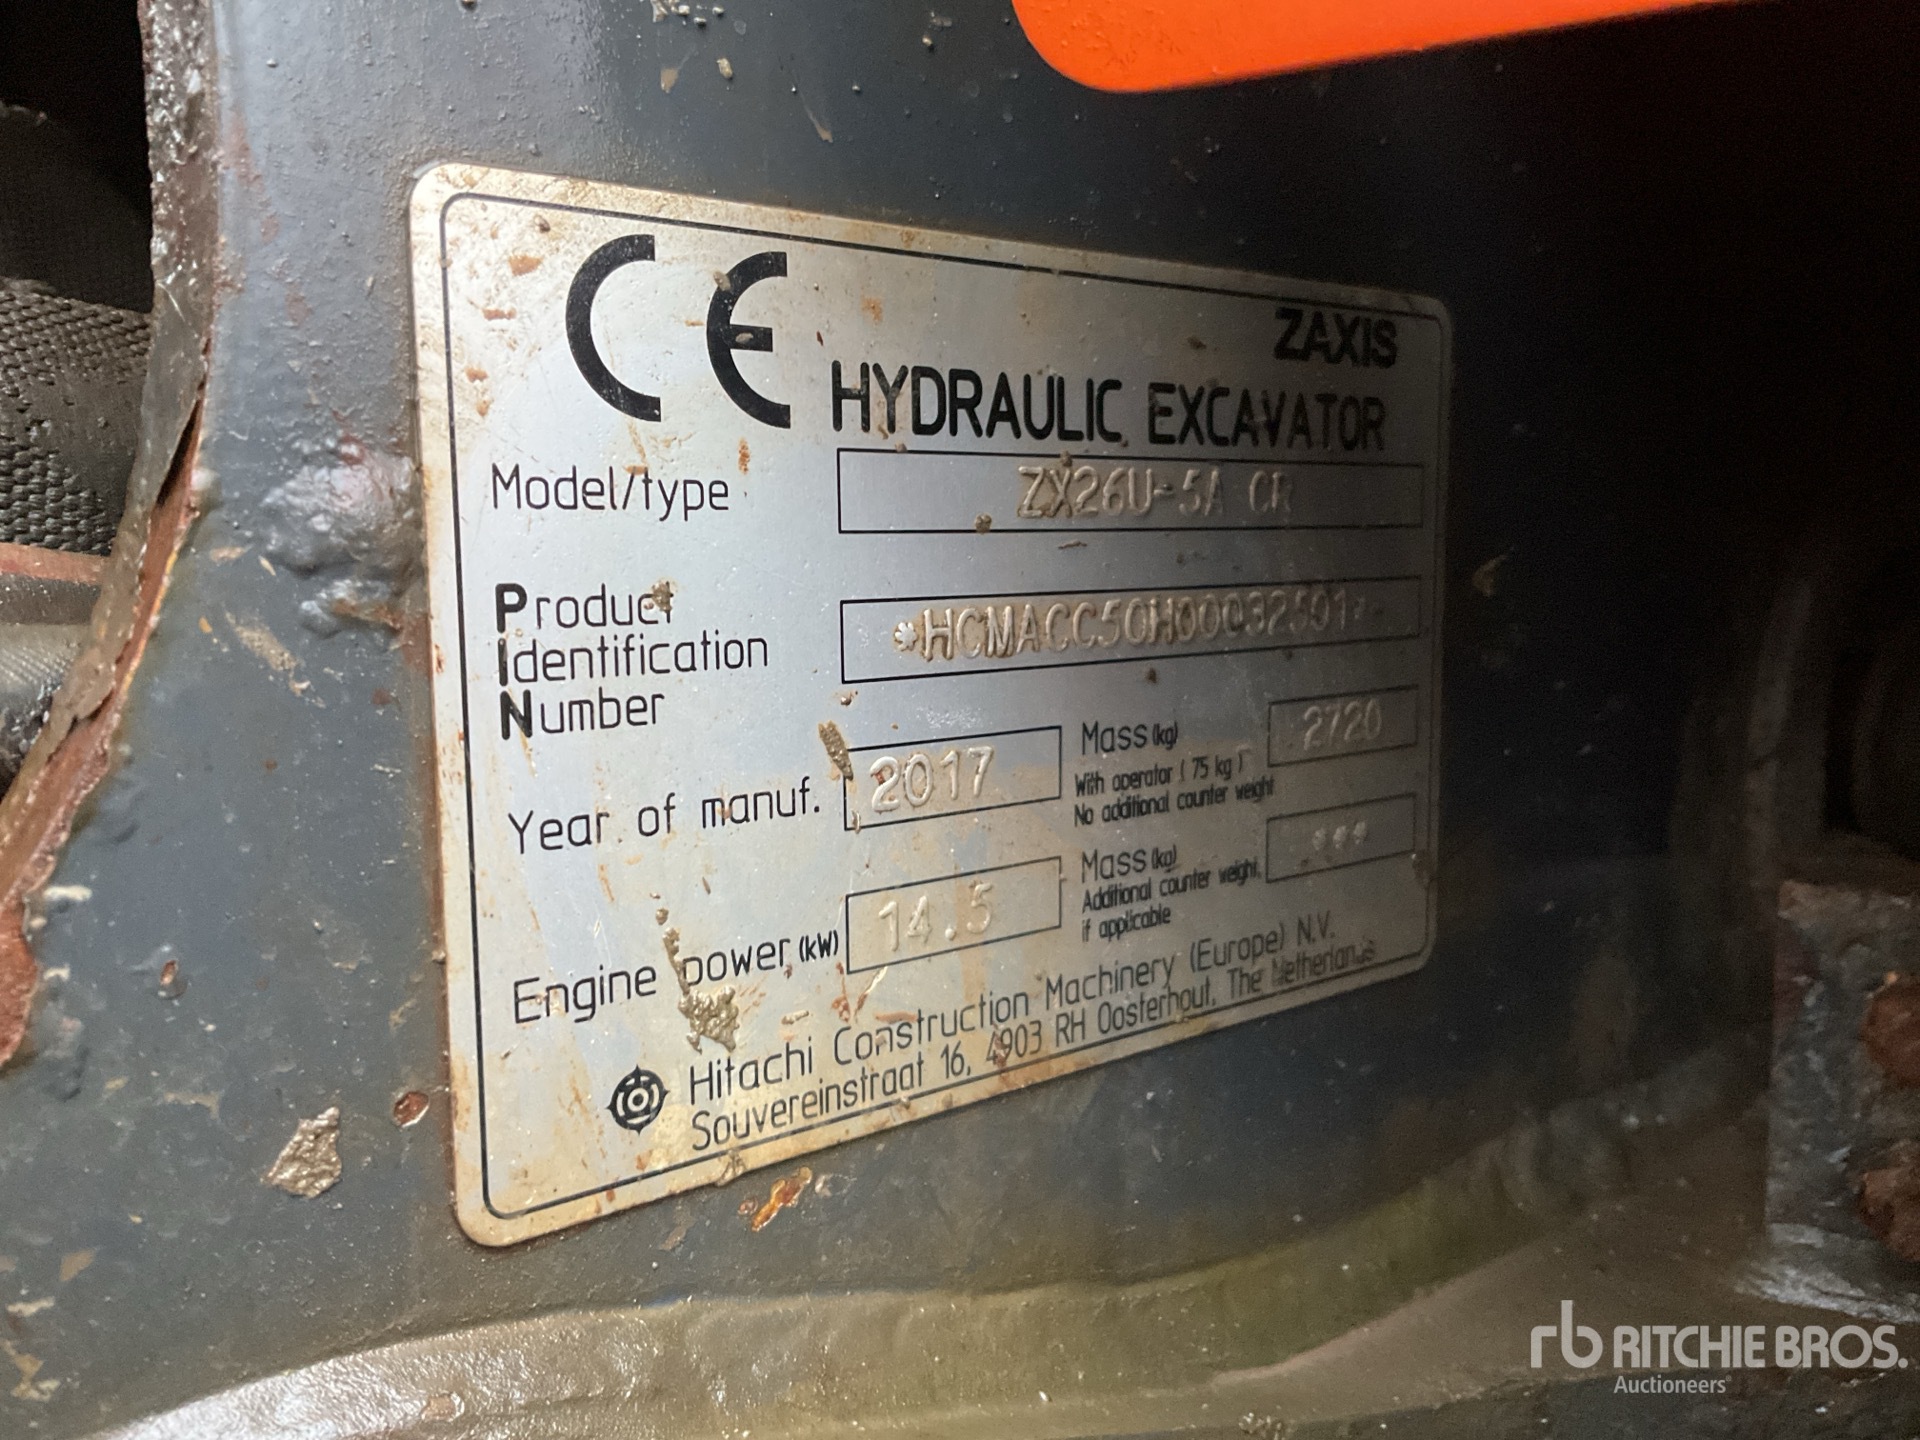 CE
ZAXIS
HYDRAULIC EXCAVATOR
Model/type ZX26U-5A CR
Product
Identification
Number
*HCMACC50H00032501*
Year of manuf. 2017
Mass (kg) 2720
With operator (75 kg)
No additional counter weight
Engine power (kW) 14.5
Mass (kg) ***
Additional counter weight,
if applicable
Hitachi Construction Machinery (Europe) N.V.
Souvereinstraat 16, 4903 RH Oosterhout, The Netherlands
rb RITCHIE BROS.
Auctioneers